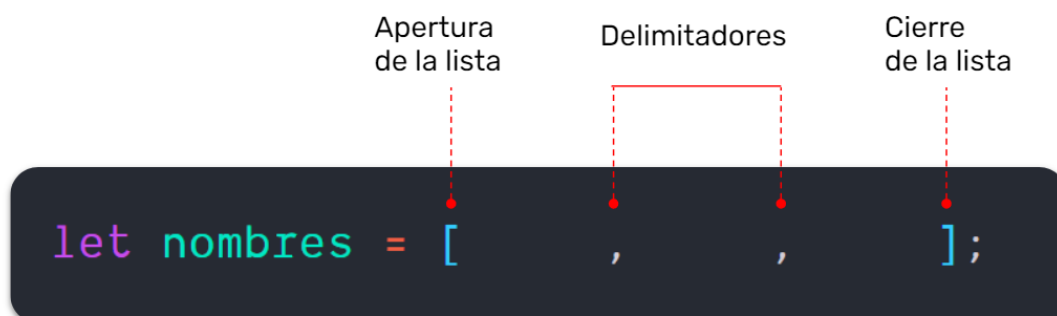 Apertura
de la lista
Delimitadores
Cierre
de la lista
let nombres = [ , , ];